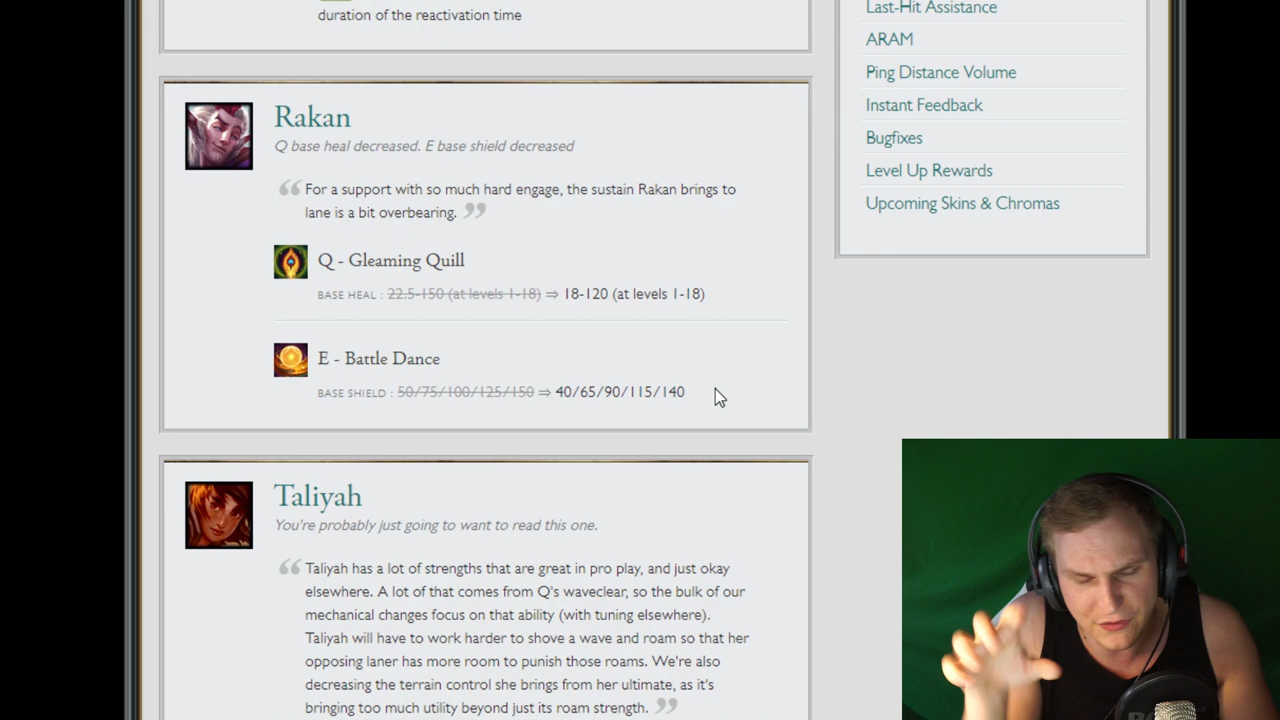 duration of the reactivation time
Rakan
Q base heal decreased. E base shield decreased
“ For a support with so much hard engage, the sustain Rakan brings to
lane is a bit overbearing. ”
Q - Gleaming Quill
BASE HEAL : 22.5-150 (at levels 1-18) ⇒ 18-120 (at levels 1-18)
E - Battle Dance
BASE SHIELD : 50/75/100/125/150 ⇒ 40/65/90/115/140
Taliyah
You're probably just going to want to read this one.
“ Taliyah has a lot of strengths that are great in pro play, and just okay
elsewhere. A lot of that comes from Q's waveclear, so the bulk of our
mechanical changes focus on that ability (with tuning elsewhere).
Taliyah will have to work harder to shove a wave and roam so that her
opposing laner has more room to punish those roams. We're also
decreasing the terrain control she brings from her ultimate, as it's
bringing too much utility beyond just its roam strength. ”
Last-Hit Assistance
ARAM
Ping Distance Volume
Instant Feedback
Bugfixes
Level Up Rewards
Upcoming Skins & Chromas